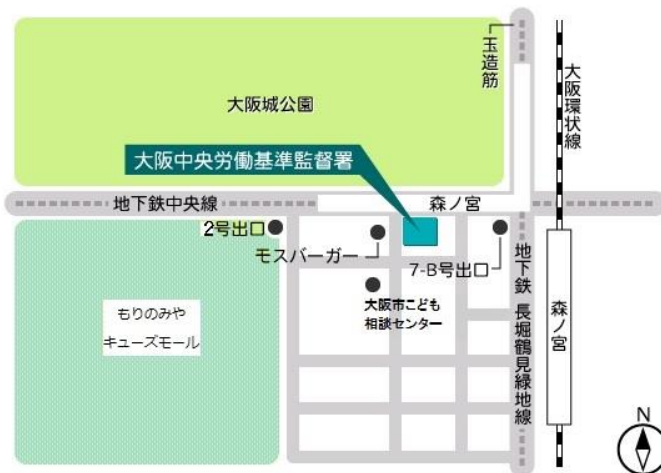 玉造筋
大阪環状線
大阪城公園
大阪中央労働基準監督署
地下鉄中央線
森ノ宮
2号出口
モスバーガー
7-B号出口
地下鉄 長堀鶴見緑地線
森ノ宮
大阪市こども
相談センター
もりのみや
キューズモール
N